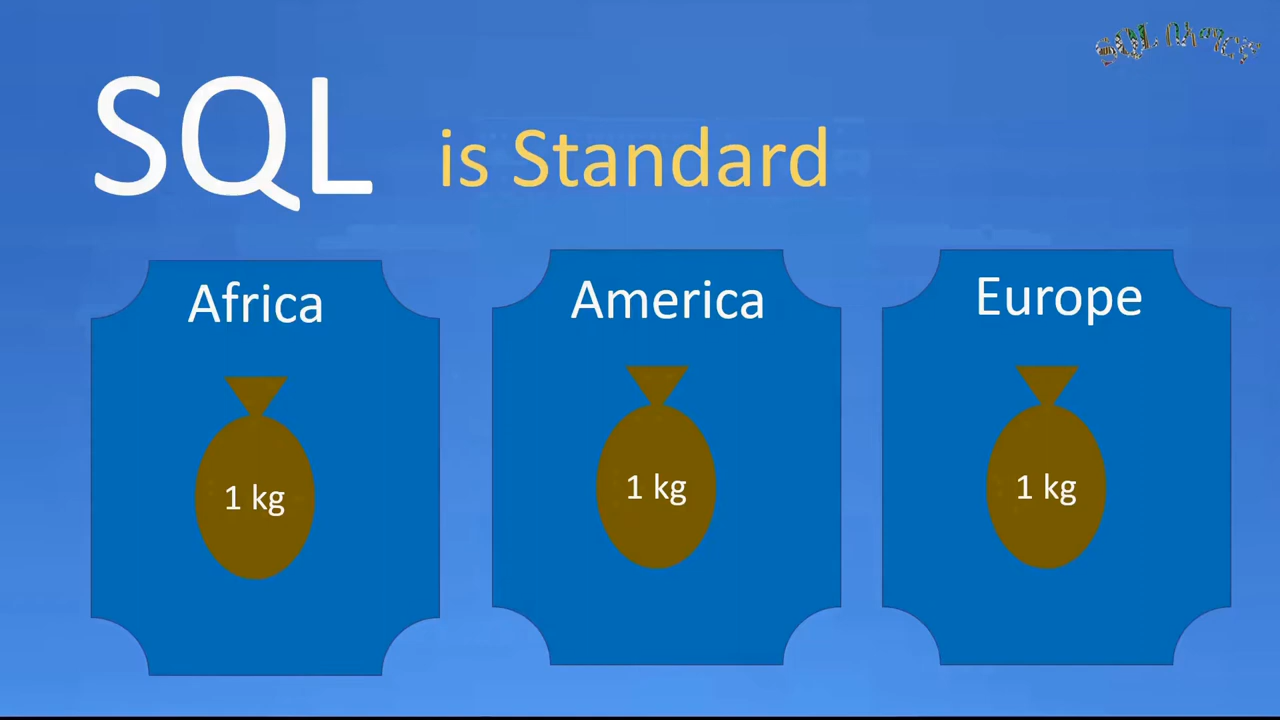 SQL is Standard
Africa
America
Europe
1 kg
1 kg
1 kg